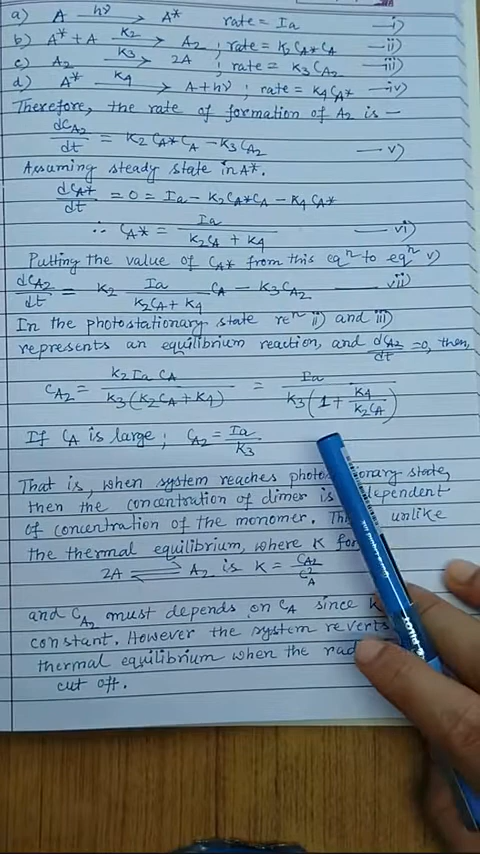 a) A —hν→ A* rate = Ia —i)
b) A* + A —K2→ A2 ; rate = K2 CA* CA —ii)
c) A2 —K3→ 2A ; rate = K3 CA2 —iii)
d) A* —K4→ A + hν ; rate = K4 CA* —iv)
Therefore, the rate of formation of A2 is —
dCA2/dt = K2 CA* CA - K3 CA2 —v)
Assuming steady state in A*.
dCA*/dt = 0 = Ia - K2 CA* CA - K4 CA*
∴ CA* = Ia / (K2 CA + K4) —vi)
Putting the value of CA* from this eqn to eqn v)
dCA2/dt = K2 Ia / (K2 CA + K4) CA - K3 CA2 —vii)
In the photostationary state ren ii) and iii)
represents an equilibrium reaction, and dCA2/dt = 0, then,
CA2 = K2 Ia CA / K3 (K2 CA + K4) = Ia / K3 (1 + K4 / K2 CA)
If CA is large ; CA2 = Ia / K3
That is, when system reaches photo onary state,
then the concentration of dimer is dependent
of concentration of the monomer. unlike
the thermal equilibrium, where K
2A ⇌ A2 is K = CA2 / C²A
and CA2 must depends on CA since K
constant. However the system reverts
thermal equilibrium when the
cut off.